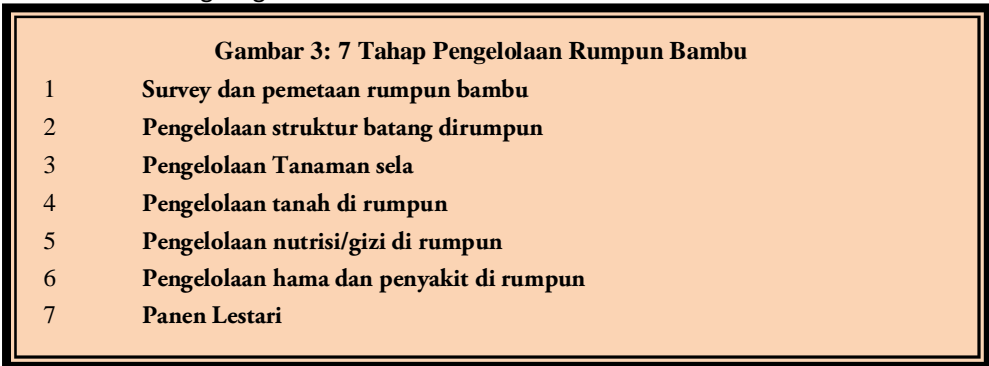 Gambar 3: 7 Tahap Pengelolaan Rumpun Bambu
1 Survey dan pemetaan rumpun bambu
2 Pengelolaan struktur batang dirumpun
3 Pengelolaan Tanaman sela
4 Pengelolaan tanah di rumpun
5 Pengelolaan nutrisi/gizi di rumpun
6 Pengelolaan hama dan penyakit di rumpun
7 Panen Lestari